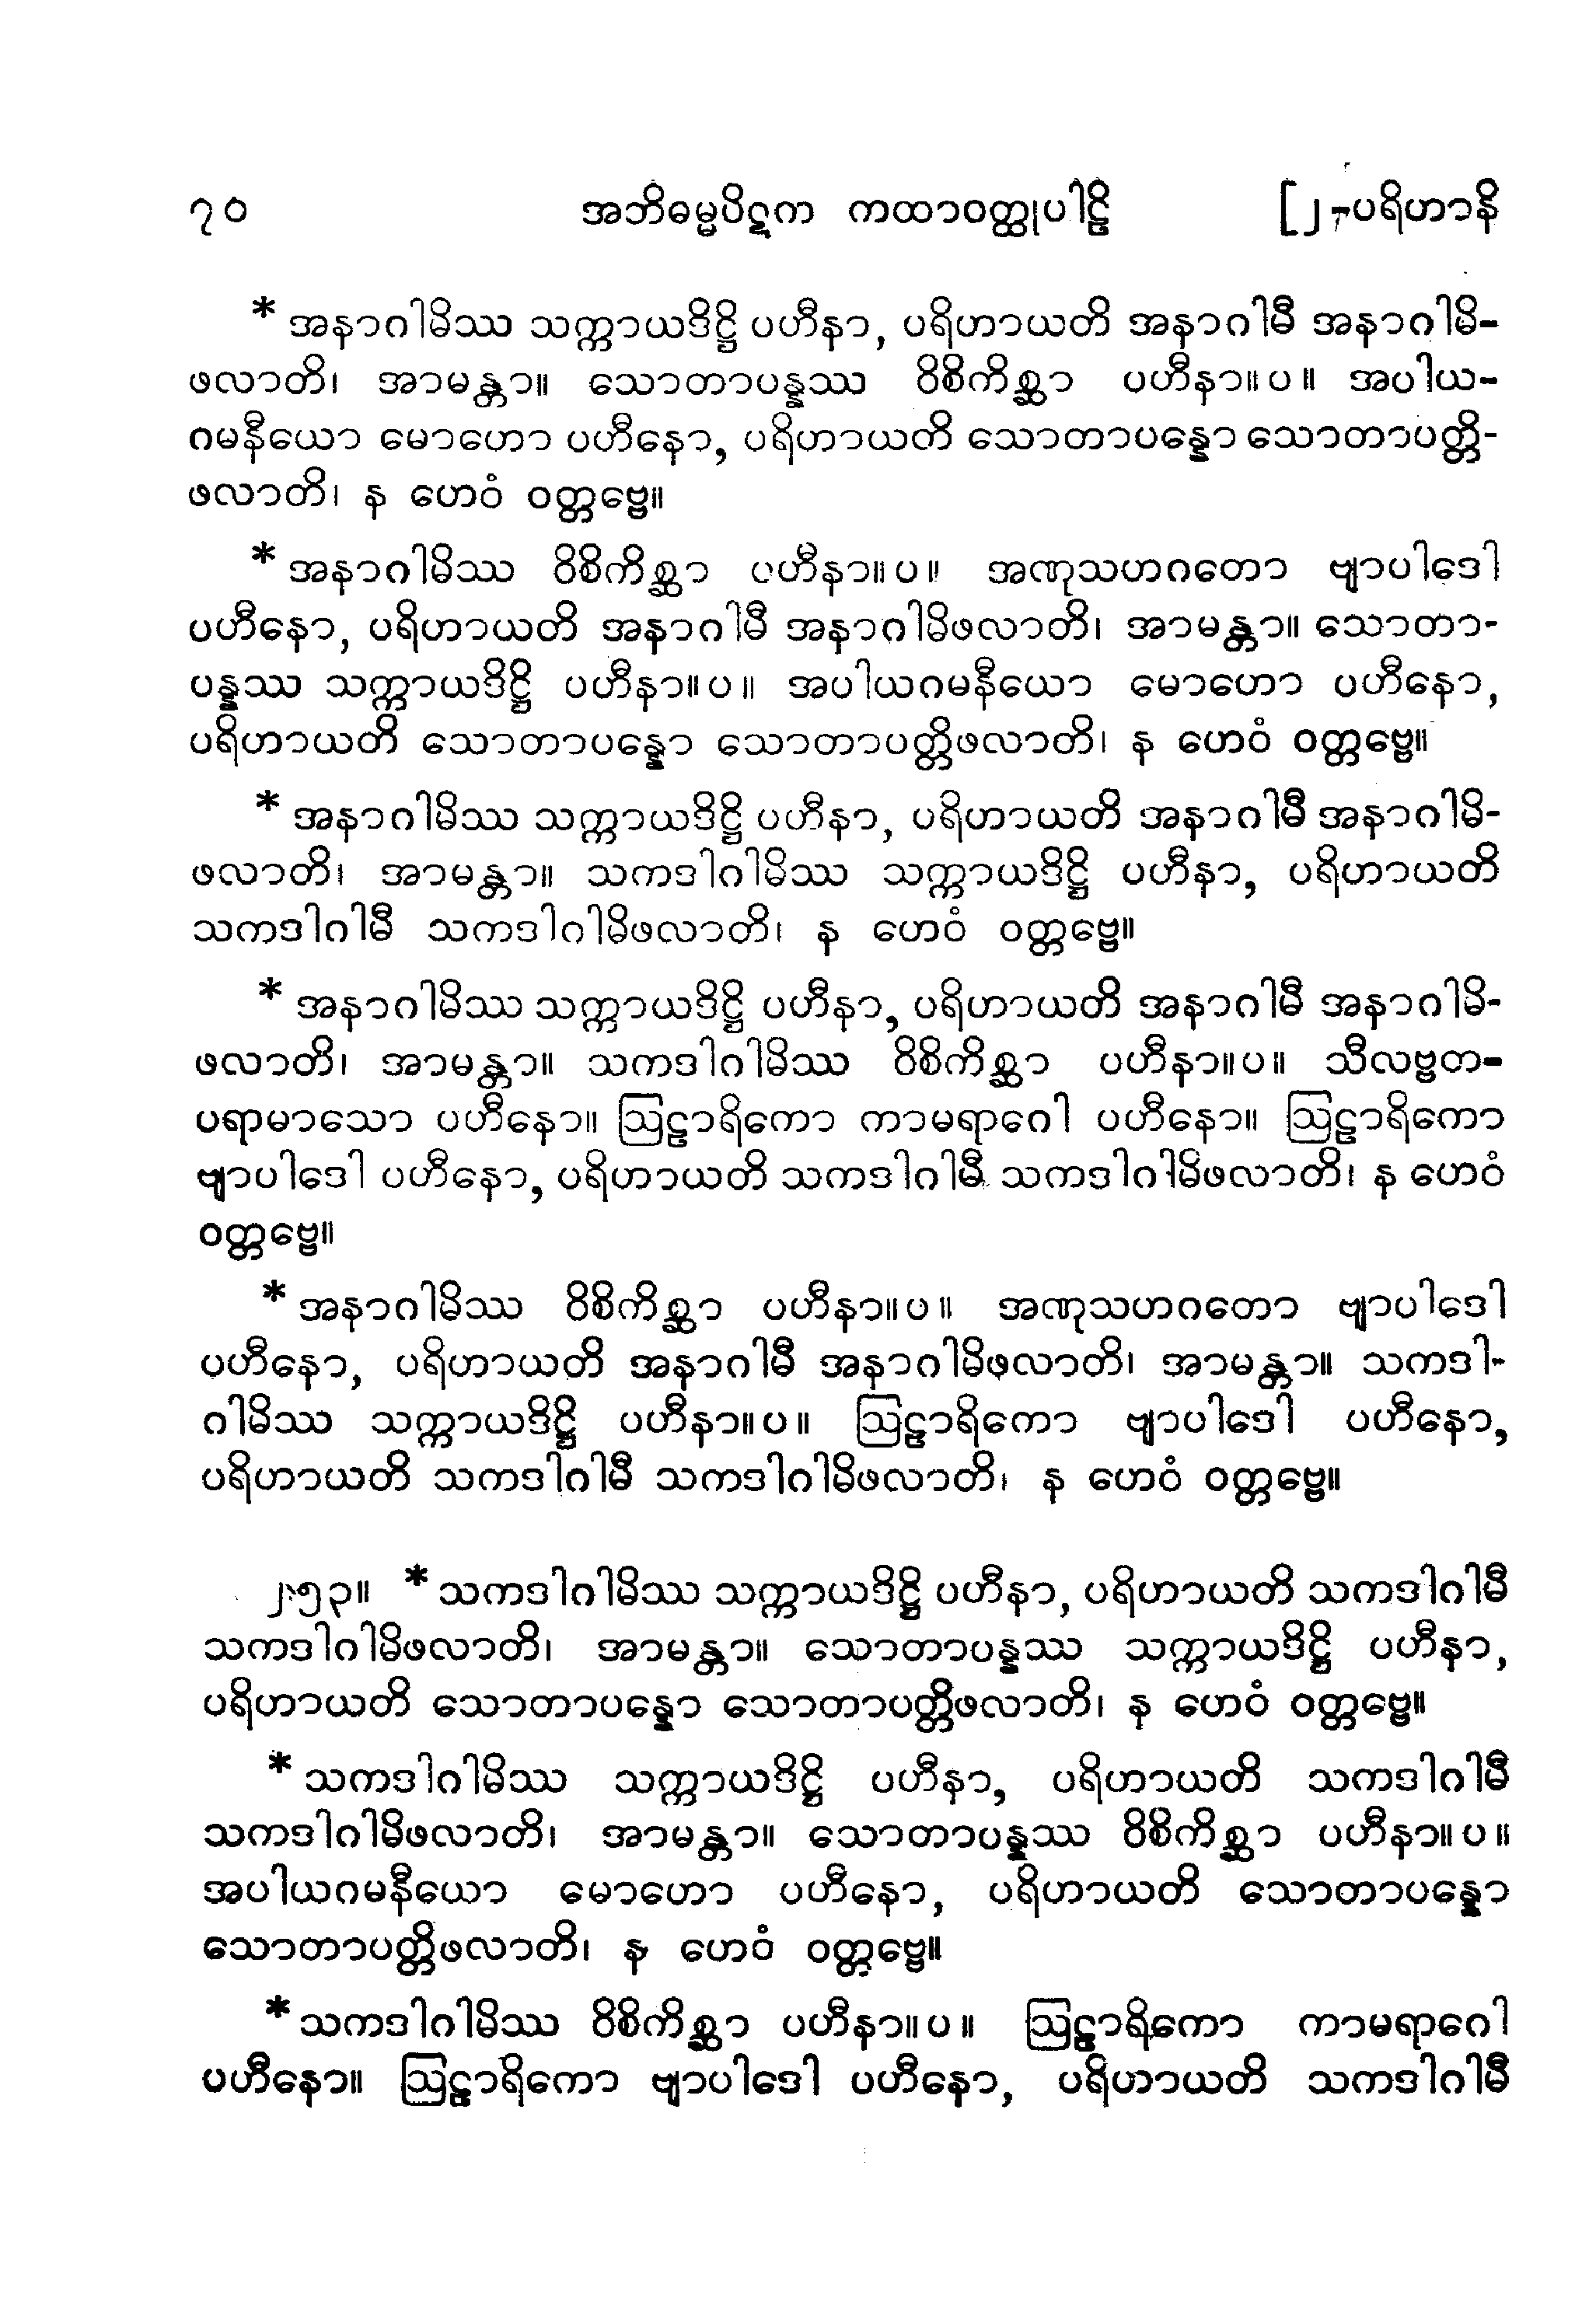 ၇၀ အဘိဓမ္မပိဋက ကထာဝတ္ထုပါဠိ [၂-ပရိဟာနိ
* အနာဂါမိဿ သက္ကာယဒိဋ္ဌိ ပဟီနာ, ပရိဟာယတိ အနာဂါမီ အနာဂါမိ-
ဖလာတိ၊ အာမန္တာ။ သောတာပန္နဿ ဝိစိကိစ္ဆာ ပဟီနာ။ပ။ အပါယ-
ဂမနီယော မောဟော ပဟီနော, ပရိဟာယတိ သောတာပန္နော သောတာပတ္တိ-
ဖလာတိ၊ န ဟေဝံ ဝတ္တဗ္ဗေ။
* အနာဂါမိဿ ဝိစိကိစ္ဆာ ပဟီနာ။ပ။ အဏုသဟဂတော ဗျာပါဒေါ
ပဟီနော, ပရိဟာယတိ အနာဂါမီ အနာဂါမိဖလာတိ၊ အာမန္တာ။ သောတာ-
ပန္နဿ သက္ကာယဒိဋ္ဌိ ပဟီနာ။ပ။ အပါယဂမနီယော မောဟော ပဟီနော,
ပရိဟာယတိ သောတာပန္နော သောတာပတ္တိဖလာတိ၊ န ဟေဝံ ဝတ္တဗ္ဗေ။
* အနာဂါမိဿ သက္ကာယဒိဋ္ဌိ ပဟီနာ, ပရိဟာယတိ အနာဂါမီ အနာဂါမိ-
ဖလာတိ၊ အာမန္တာ။ သကဒါဂါမိဿ သက္ကာယဒိဋ္ဌိ ပဟီနာ, ပရိဟာယတိ
သကဒါဂါမီ သကဒါဂါမိဖလာတိ၊ န ဟေဝံ ဝတ္တဗ္ဗေ။
* အနာဂါမိဿ သက္ကာယဒိဋ္ဌိ ပဟီနာ, ပရိဟာယတိ အနာဂါမီ အနာဂါမိ-
ဖလာတိ၊ အာမန္တာ။ သကဒါဂါမိဿ ဝိစိကိစ္ဆာ ပဟီနာ။ပ။ သီလဗ္ဗတ-
ပရာမာသော ပဟီနော။ ဩဠာရိကော ကာမရာဂေါ ပဟီနော။ ဩဠာရိကော
ဗျာပါဒေါ ပဟီနော, ပရိဟာယတိ သကဒါဂါမီ သကဒါဂါမိဖလာတိ၊ န ဟေဝံ
ဝတ္တဗ္ဗေ။
* အနာဂါမိဿ ဝိစိကိစ္ဆာ ပဟီနာ။ပ။ အဏုသဟဂတော ဗျာပါဒေါ
ပဟီနော, ပရိဟာယတိ အနာဂါမီ အနာဂါမိဖလာတိ၊ အာမန္တာ။ သကဒါ-
ဂါမိဿ သက္ကာယဒိဋ္ဌိ ပဟီနာ။ပ။ ဩဠာရိကော ဗျာပါဒေါ ပဟီနော,
ပရိဟာယတိ သကဒါဂါမီ သကဒါဂါမိဖလာတိ၊ န ဟေဝံ ဝတ္တဗ္ဗေ။
၂၅၃။ * သကဒါဂါမိဿ သက္ကာယဒိဋ္ဌိ ပဟီနာ, ပရိဟာယတိ သကဒါဂါမီ
သကဒါဂါမိဖလာတိ၊ အာမန္တာ။ သောတာပန္နဿ သက္ကာယဒိဋ္ဌိ ပဟီနာ,
ပရိဟာယတိ သောတာပန္နော သောတာပတ္တိဖလာတိ၊ န ဟေဝံ ဝတ္တဗ္ဗေ။
* သကဒါဂါမိဿ သက္ကာယဒိဋ္ဌိ ပဟီနာ, ပရိဟာယတိ သကဒါဂါမီ
သကဒါဂါမိဖလာတိ၊ အာမန္တာ။ သောတာပန္နဿ ဝိစိကိစ္ဆာ ပဟီနာ။ပ။
အပါယဂမနီယော မောဟော ပဟီနော, ပရိဟာယတိ သောတာပန္နော
သောတာပတ္တိဖလာတိ၊ န ဟေဝံ ဝတ္တဗ္ဗေ။
* သကဒါဂါမိဿ ဝိစိကိစ္ဆာ ပဟီနာ။ပ။ ဩဠာရိကော ကာမရာဂေါ
ပဟီနော။ ဩဠာရိကော ဗျာပါဒေါ ပဟီနော, ပရိဟာယတိ သကဒါဂါမီ